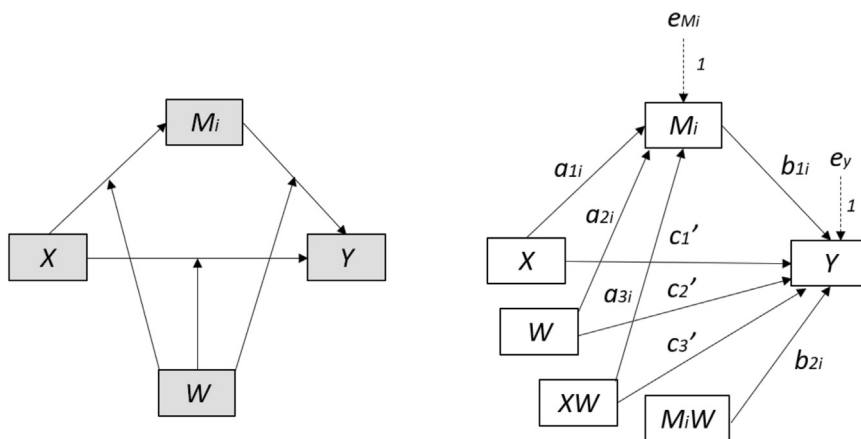 Mi
X
Y
W
eMi
1
Mi
ey
1
a1i
b1i
a2i
X
c1’
Y
a3i
c2’
W
c3’
b2i
XW
MiW